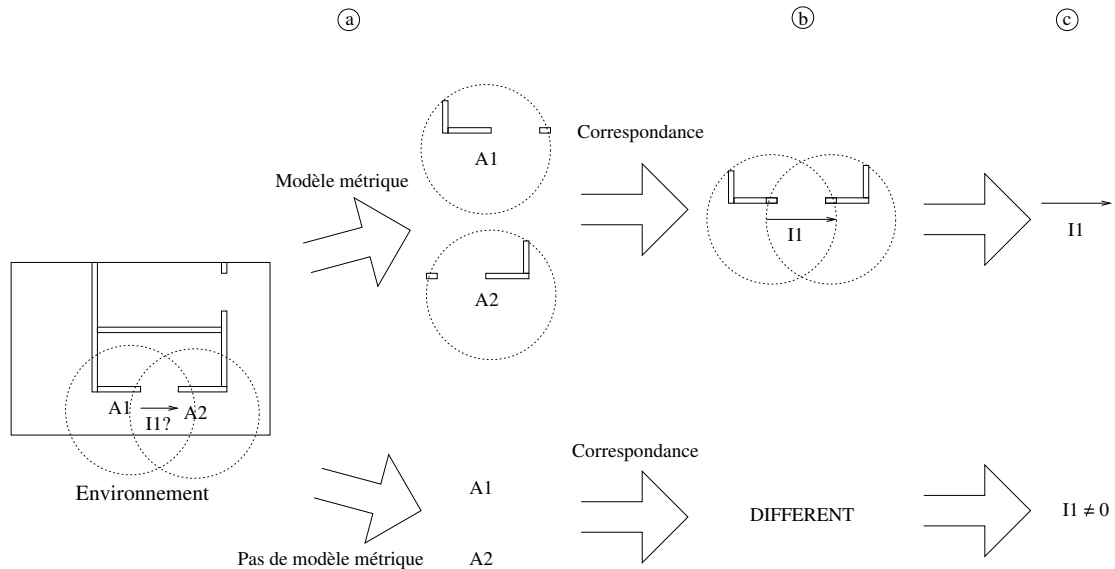 a
b
c
A1
Correspondance
Modèle métrique
I1
I1
A2
A1
A2
I1?
Environnement
Correspondance
A1
DIFFERENT
I1 ≠ 0
Pas de modèle métrique
A2